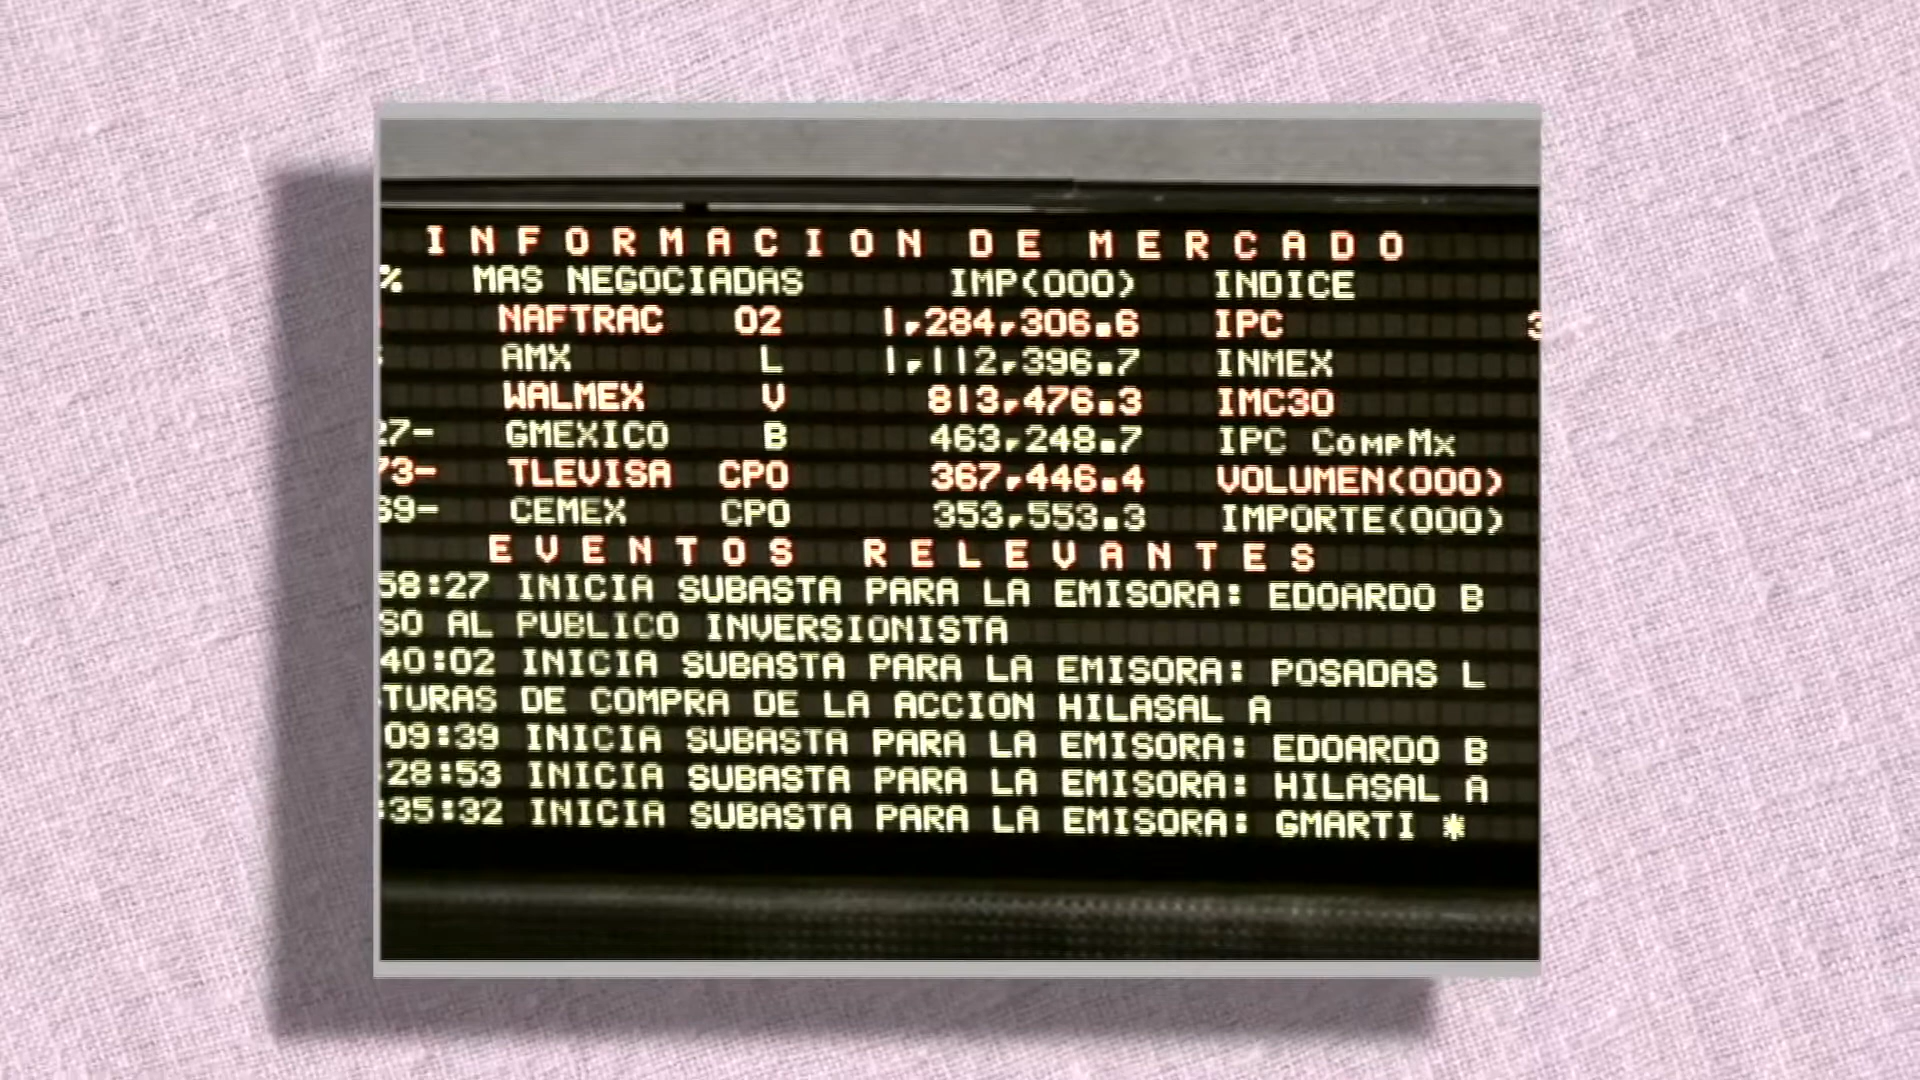 INFORMACION DE MERCADO
% MAS NEGOCIADAS IMP(000) INDICE
NAFTRAC 02 1,284,306.6 IPC
AMX L 1,112,396.7 INMEX
WALMEX V 813,476.3 IMC30
27- GMEXICO B 463,248.7 IPC CompMx
73- TLEVISA CPO 367,446.4 VOLUMEN(000)
69- CEMEX CPO 353,553.3 IMPORTE(000)
EVENTOS RELEVANTES
58:27 INICIA SUBASTA PARA LA EMISORA: EDOARDO B
SO AL PUBLICO INVERSIONISTA
40:02 INICIA SUBASTA PARA LA EMISORA: POSADAS L
TURAS DE COMPRA DE LA ACCION HILASAL A
09:39 INICIA SUBASTA PARA LA EMISORA: EDOARDO B
:28:53 INICIA SUBASTA PARA LA EMISORA: HILASAL A
:35:32 INICIA SUBASTA PARA LA EMISORA: GMARTI *